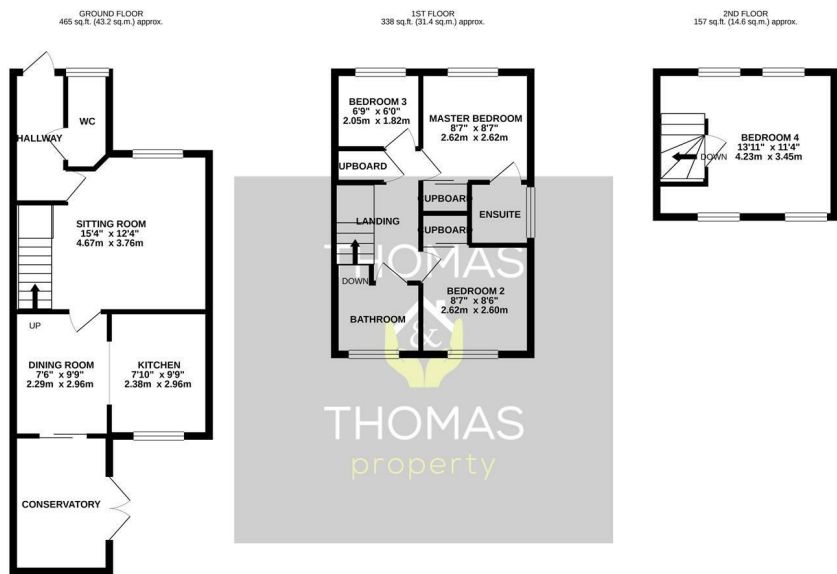 GROUND FLOOR
465 sq.ft. (43.2 sq.m.) approx.
HALLWAY
WC
SITTING ROOM
15'4" x 12'4"
4.67m x 3.76m
UP
DINING ROOM
7'6" x 9'9"
2.29m x 2.96m
KITCHEN
7'10" x 9'9"
2.38m x 2.96m
CONSERVATORY
1ST FLOOR
338 sq.ft. (31.4 sq.m.) approx.
BEDROOM 3
6'9" x 6'0"
2.05m x 1.82m
MASTER BEDROOM
8'7" x 8'7"
2.62m x 2.62m
UPBOARD
UPBOARD
LANDING
ENSUITE
UPBOARD
DOWN
BEDROOM 2
8'7" x 8'6"
2.62m x 2.60m
BATHROOM
THOMAS
&
THOMAS
property
2ND FLOOR
157 sq.ft. (14.6 sq.m.) approx.
BEDROOM 4
13'11" x 11'4"
4.23m x 3.45m
DOWN